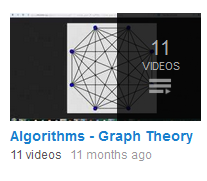 11
VIDEOS
Algorithms - Graph Theory
11 videos 11 months ago